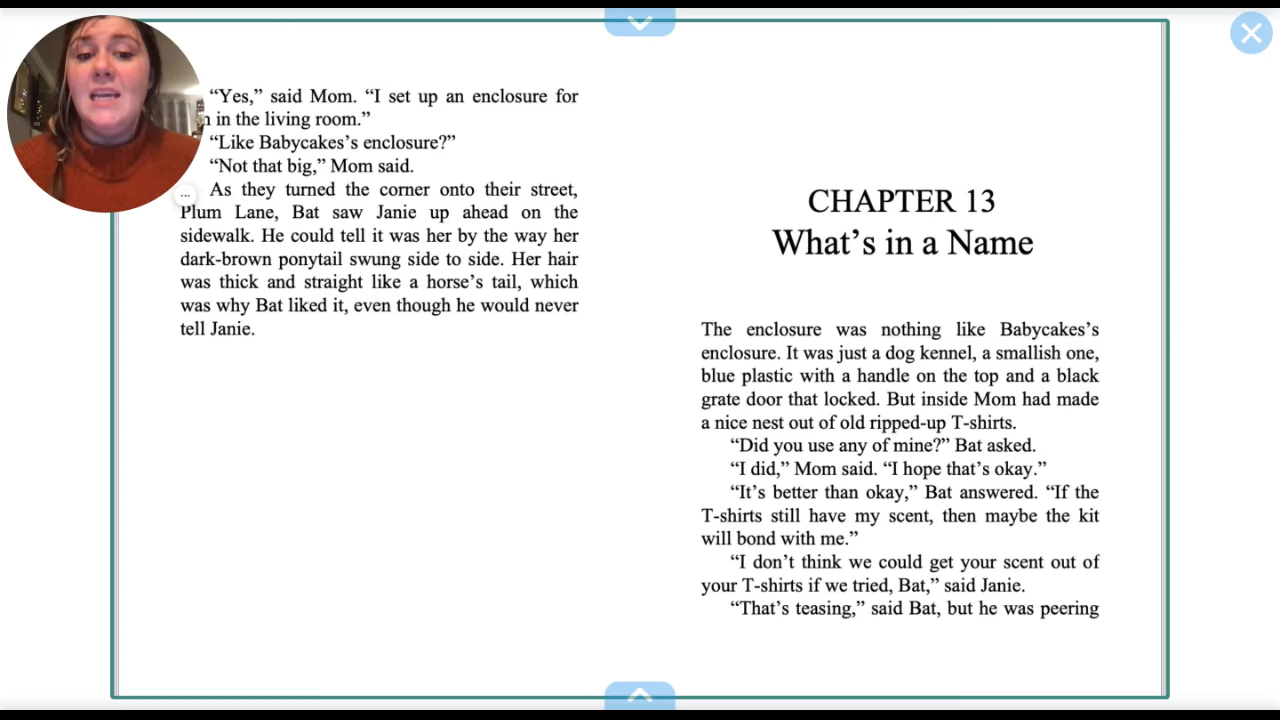 “Yes,” said Mom. “I set up an enclosure for
in the living room.”
“Like Babycakes’s enclosure?”
“Not that big,” Mom said.
As they turned the corner onto their street,
Plum Lane, Bat saw Janie up ahead on the
sidewalk. He could tell it was her by the way her
dark-brown ponytail swung side to side. Her hair
was thick and straight like a horse’s tail, which
was why Bat liked it, even though he would never
tell Janie.
CHAPTER 13
What’s in a Name
The enclosure was nothing like Babycakes’s
enclosure. It was just a dog kennel, a smallish one,
blue plastic with a handle on the top and a black
grate door that locked. But inside Mom had made
a nice nest out of old ripped-up T-shirts.
“Did you use any of mine?” Bat asked.
“I did,” Mom said. “I hope that’s okay.”
“It’s better than okay,” Bat answered. “If the
T-shirts still have my scent, then maybe the kit
will bond with me.”
“I don’t think we could get your scent out of
your T-shirts if we tried, Bat,” said Janie.
“That’s teasing,” said Bat, but he was peering